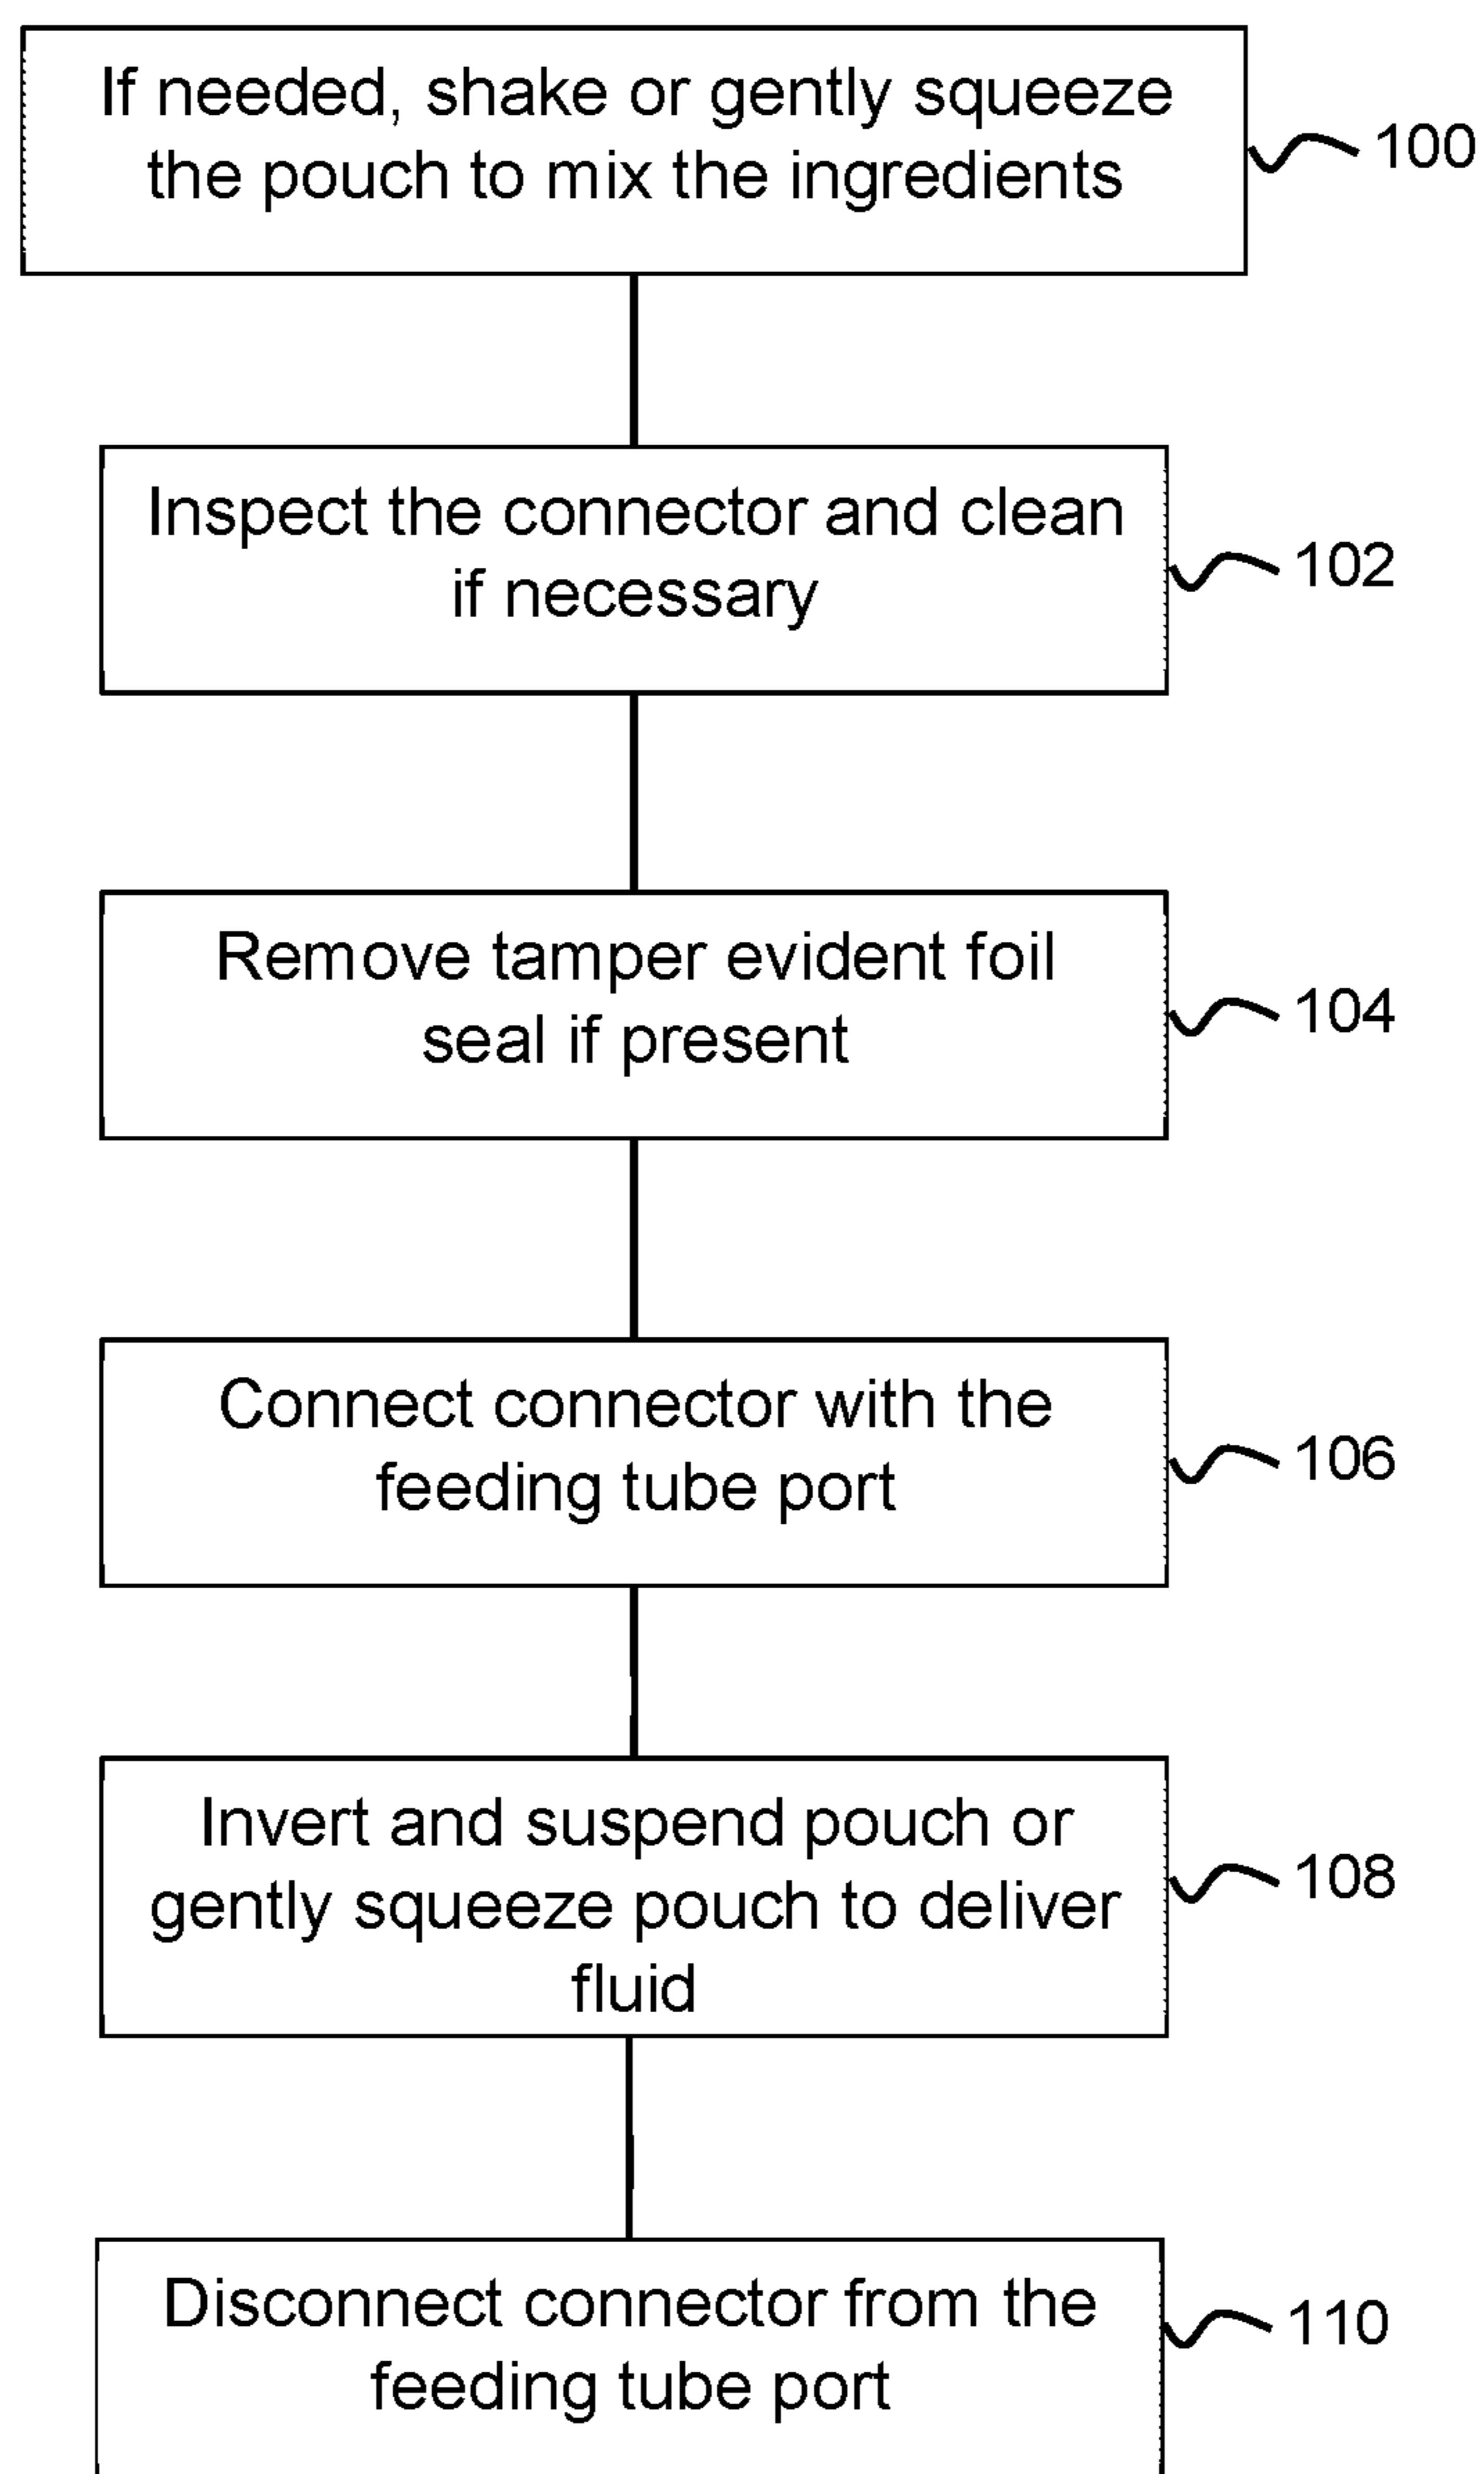 If needed, shake or gently squeeze
the pouch to mix the ingredients
100
Inspect the connector and clean
if necessary
102
Remove tamper evident foil
seal if present
104
Connect connector with the
feeding tube port
106
Invert and suspend pouch or
gently squeeze pouch to deliver
fluid
108
Disconnect connector from the
feeding tube port
110